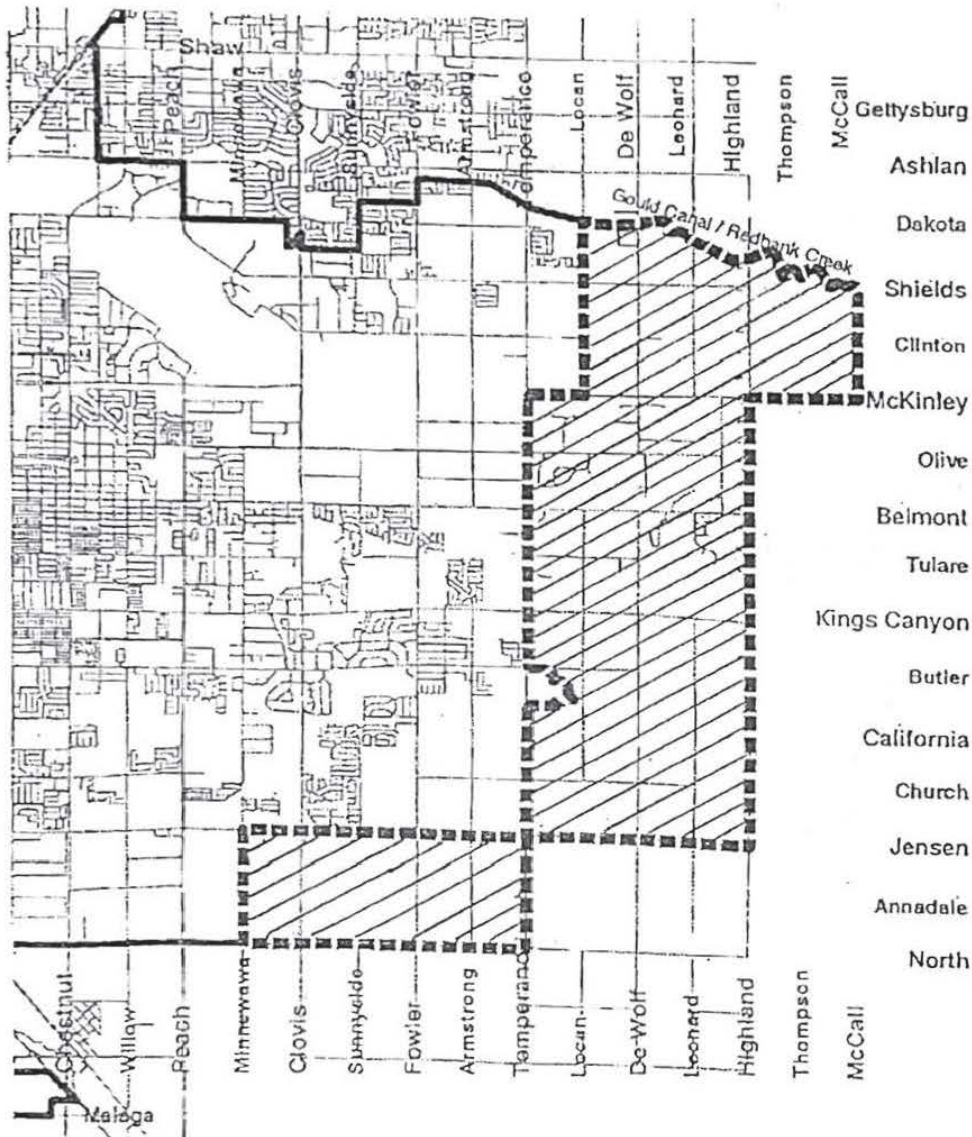 Shaw
Peach
Minnewawa
Clovis
Sunnyside
Fowler
Armstrong
Temperance
Locan
De Wolf
Leonard
Highland
Thompson
McCall
Gettysburg
Ashlan
Dakota
Gould Canal / Redbank Creek
Shields
Clinton
McKinley
Olive
Belmont
Tulare
Kings Canyon
Butler
California
Church
Jensen
Annadale
North
Chestnut
Willow
Peach
Minnewawa
Clovis
Sunnyside
Fowler
Armstrong
Temperance
Locan
De Wolf
Leonard
Highland
Thompson
McCall
Malaga